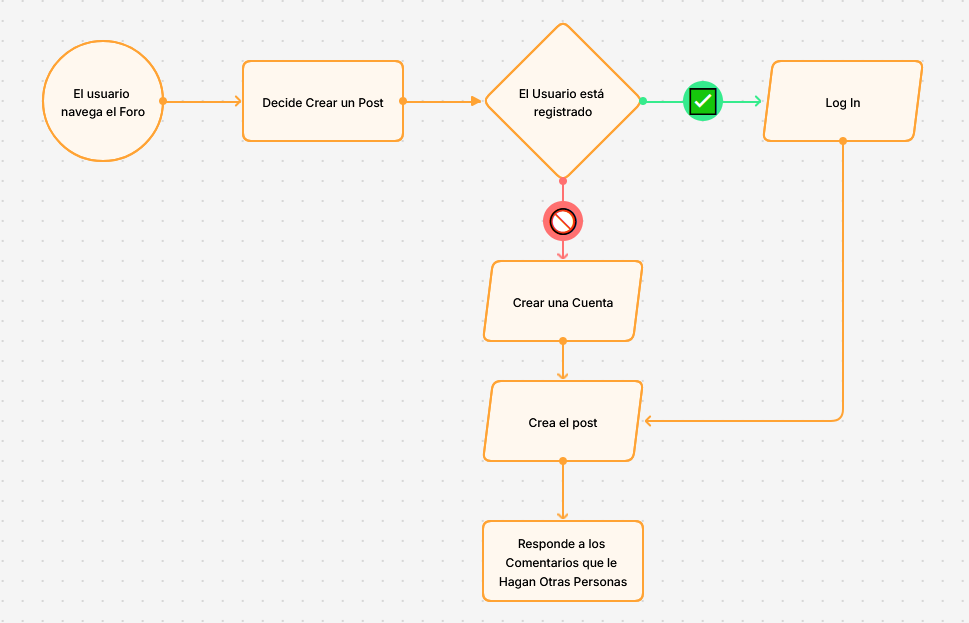 El usuario
navega el Foro
Decide Crear un Post
El Usuario está
registrado
Log In
Crear una Cuenta
Crea el post
Responde a los
Comentarios que le
Hagan Otras Personas